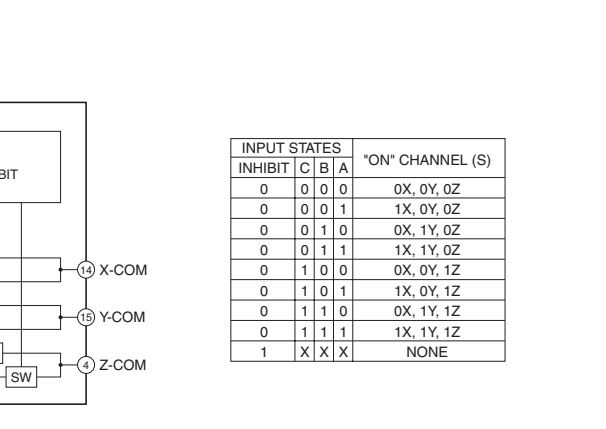 BIT
14 X-COM
15 Y-COM
4 Z-COM
SW
INPUT STATES "ON" CHANNEL (S)
INHIBIT C B A
0 0 0 0 0X, 0Y, 0Z
0 0 0 1 1X, 0Y, 0Z
0 0 1 0 0X, 1Y, 0Z
0 0 1 1 1X, 1Y, 0Z
0 1 0 0 0X, 0Y, 1Z
0 1 0 1 1X, 0Y, 1Z
0 1 1 0 0X, 1Y, 1Z
0 1 1 1 1X, 1Y, 1Z
1 X X X NONE